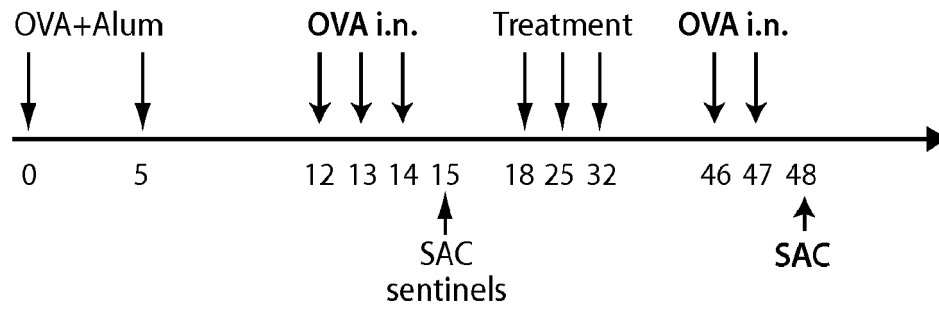 OVA+Alum OVA i.n. Treatment OVA i.n.
0 5 12 13 14 15 18 25 32 46 47 48
SAC SAC
sentinels